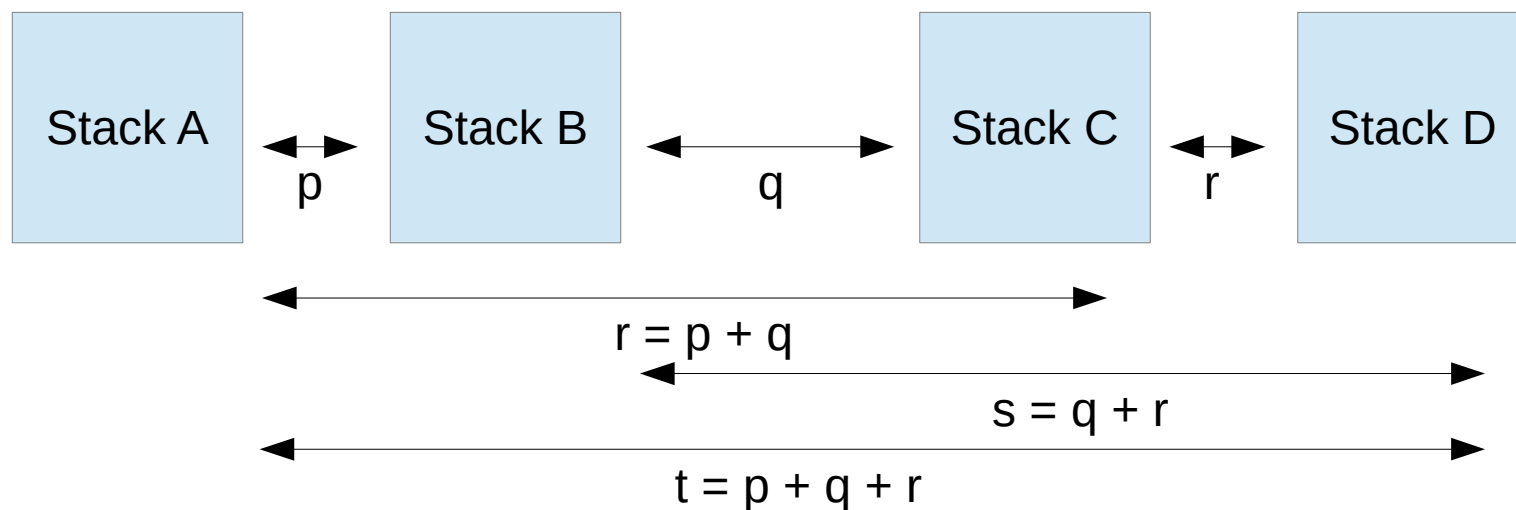 Stack A
Stack B
Stack C
Stack D
p
q
r
r = p + q
s = q + r
t = p + q + r